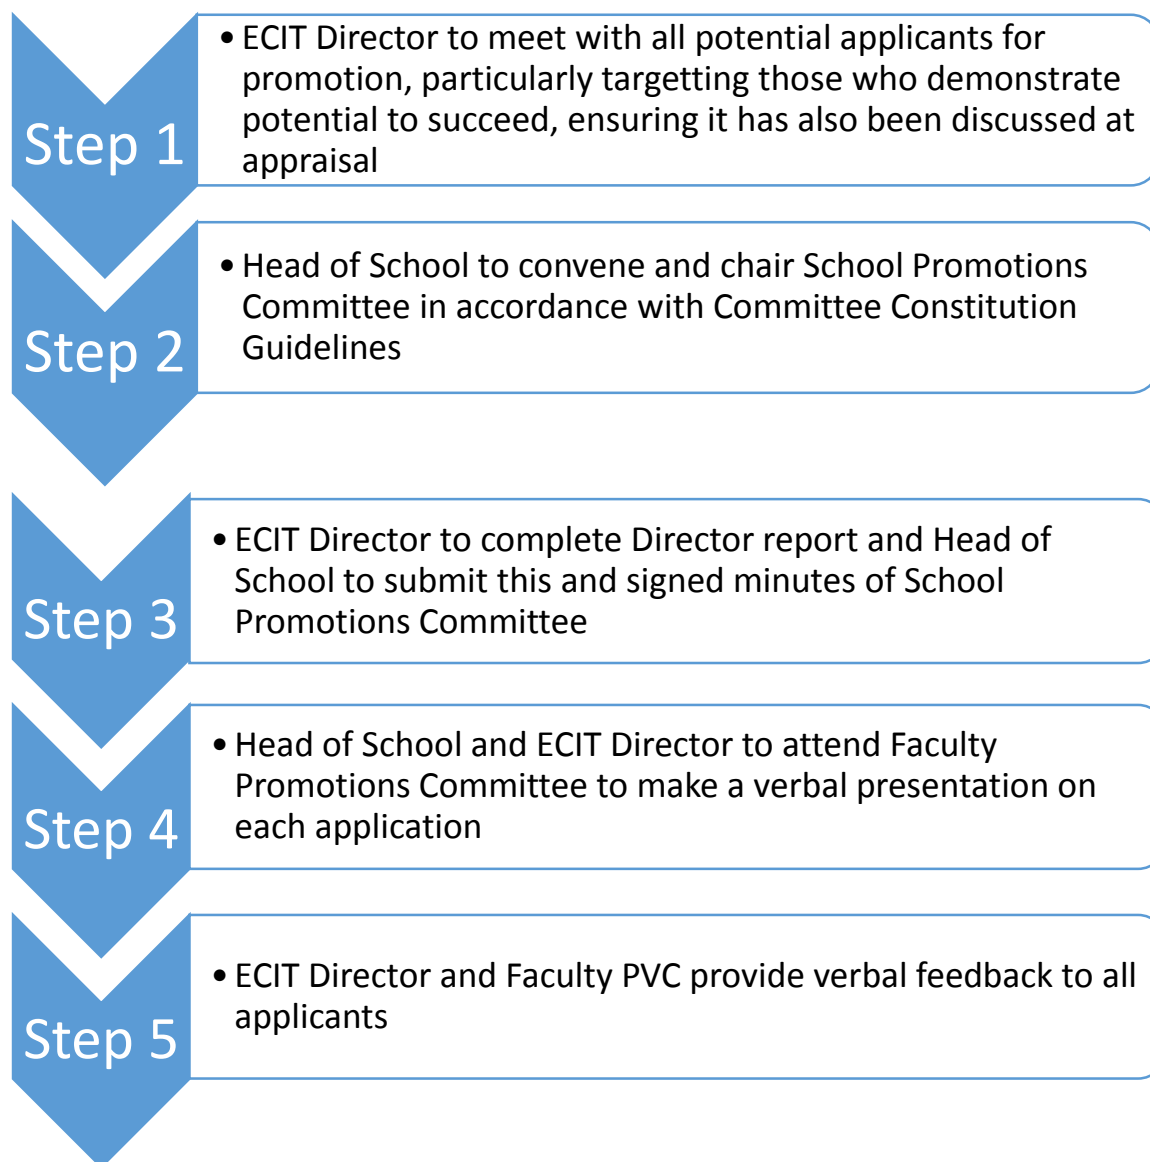 Step 1
• ECIT Director to meet with all potential applicants for
promotion, particularly targetting those who demonstrate
potential to succeed, ensuring it has also been discussed at
appraisal
Step 2
• Head of School to convene and chair School Promotions
Committee in accordance with Committee Constitution
Guidelines
Step 3
• ECIT Director to complete Director report and Head of
School to submit this and signed minutes of School
Promotions Committee
Step 4
• Head of School and ECIT Director to attend Faculty
Promotions Committee to make a verbal presentation on
each application
Step 5
• ECIT Director and Faculty PVC provide verbal feedback to all
applicants